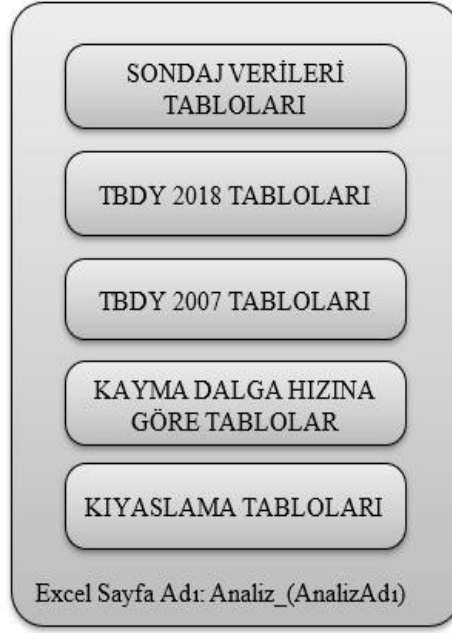 SONDAJ VERİLERİ
TABLOLARI
TBDY 2018 TABLOLARI
TBDY 2007 TABLOLARI
KAYMA DALGA HIZINA
GÖRE TABLOLAR
KIYASLAMA TABLOLARI
Excel Sayfa Adı: Analiz_(AnalizAdı)